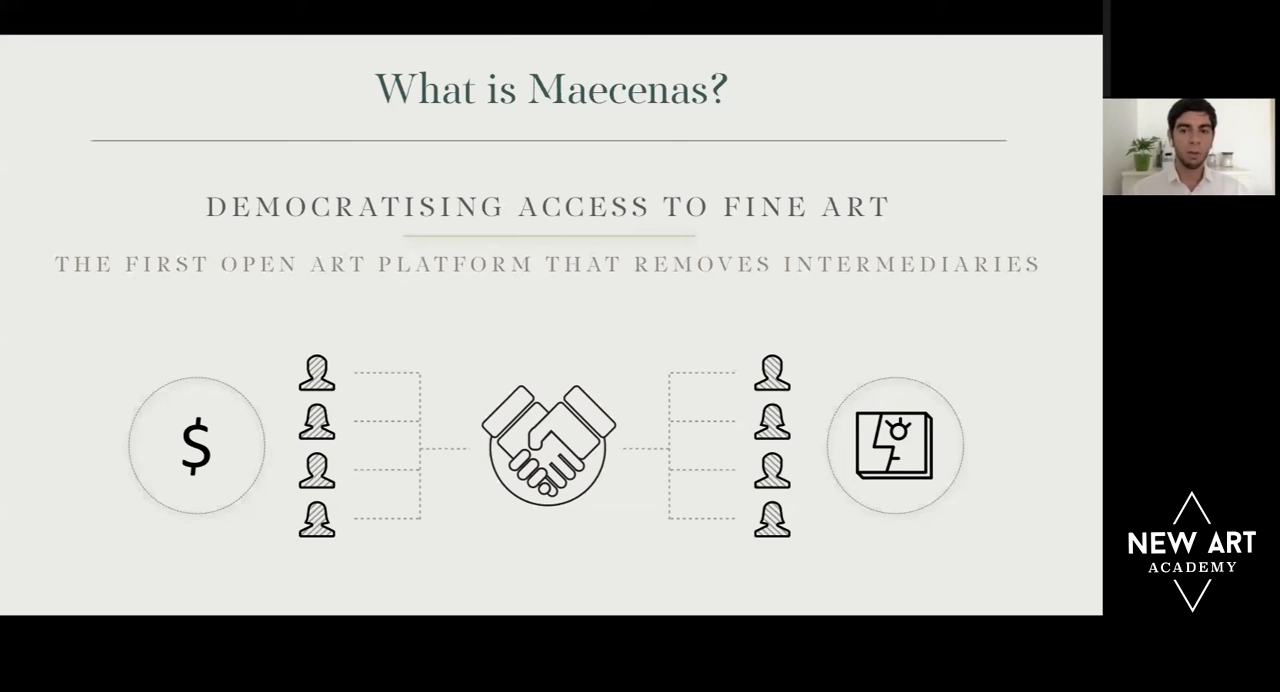 What is Maecenas?
DEMOCRATISING ACCESS TO FINE ART
THE FIRST OPEN ART PLATFORM THAT REMOVES INTERMEDIARIES
$
NEW ART
ACADEMY